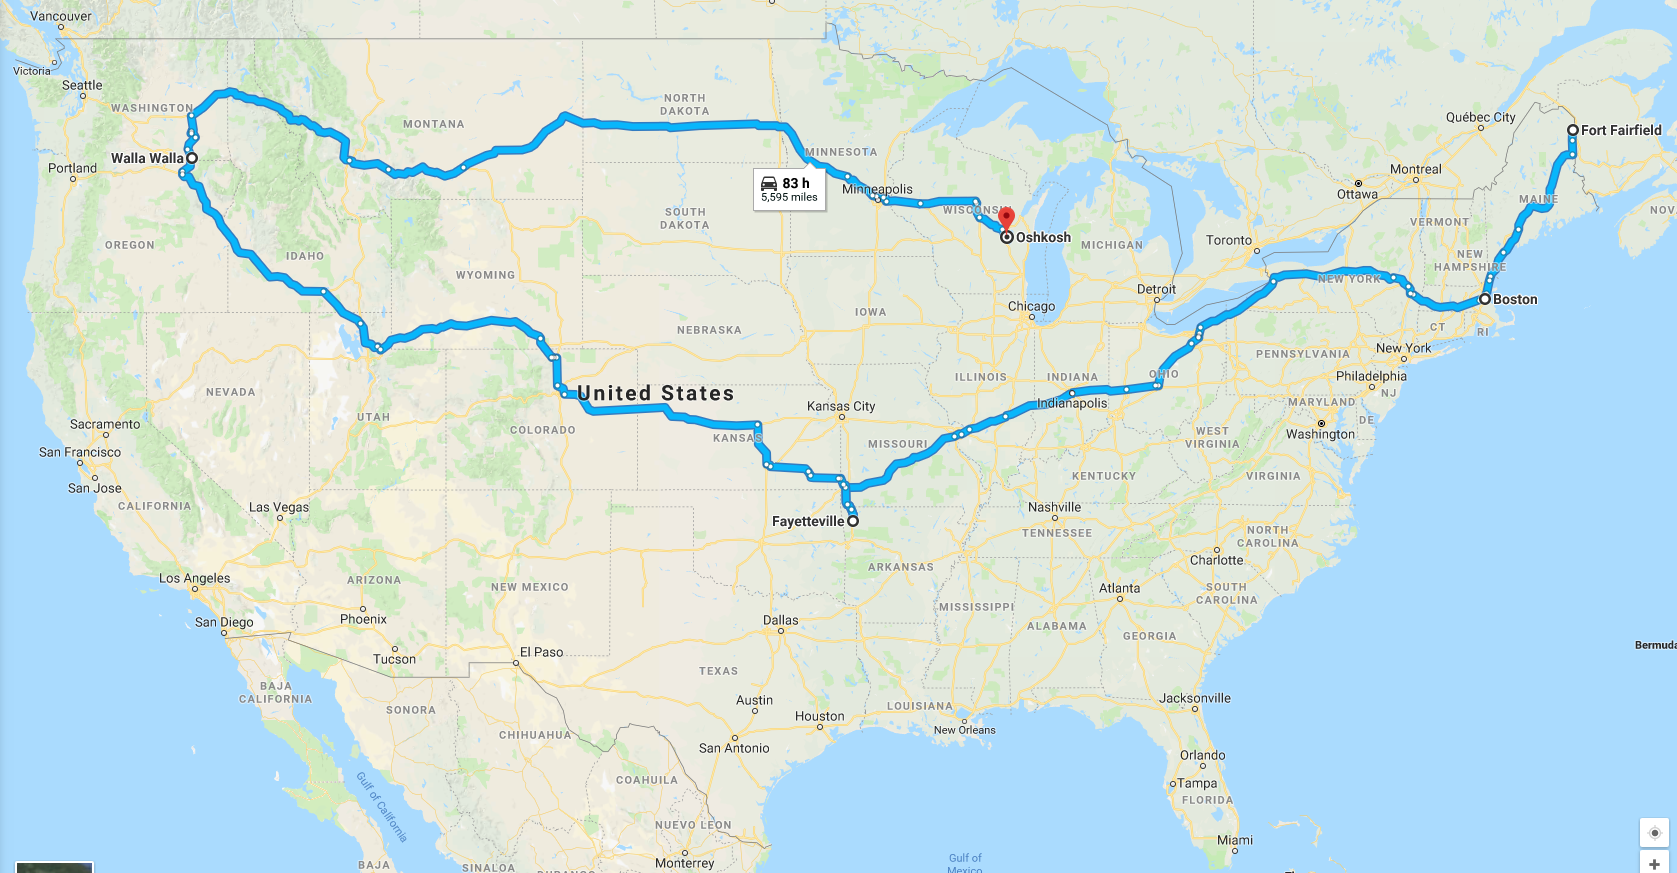 Vancouver
Victoria
Seattle
WASHINGTON
NORTH
DAKOTA
MONTANA
Québec City
Fort Fairfield
MINNESOTA
Walla Walla
Portland
Montreal
83 h
5,595 miles
Minneapolis
Ottawa
MAINE
WISCONSIN
SOUTH
DAKOTA
VERMONT
NOV
OREGON
Oshkosh
MICHIGAN
Toronto
IDAHO
NEW
HAMPSHIRE
WYOMING
NEW YORK
Detroit
Boston
Chicago
IOWA
NEBRASKA
CT
RI
PENNSYLVANIA
New York
ILLINOIS
INDIANA
OHIO
Philadelphia
NEVADA
United States
NJ
Indianapolis
MARYLAND
Kansas City
UTAH
DE
Sacramento
COLORADO
KANSAS
MISSOURI
WEST
VIRGINIA
Washington
San Francisco
San Jose
KENTUCKY
VIRGINIA
CALIFORNIA
Las Vegas
Nashville
Fayetteville
TENNESSEE
NORTH
CAROLINA
Charlotte
Los Angeles
ARIZONA
NEW MEXICO
ARKANSAS
Atlanta
SOUTH
CAROLINA
MISSISSIPPI
San Diego
Phoenix
Dallas
ALABAMA
GEORGIA
Tucson
El Paso
Bermuda
TEXAS
BAJA
CALIFORNIA
Austin
LOUISIANA
Jacksonville
SONORA
Houston
New Orleans
CHIHUAHUA
San Antonio
Orlando
COAHUILA
Tampa
Gulf of California
FLORIDA
NUEVO LEON
Miami
BAJA
SINALOA
Monterrey
Gulf of
Mexico
DURANGO